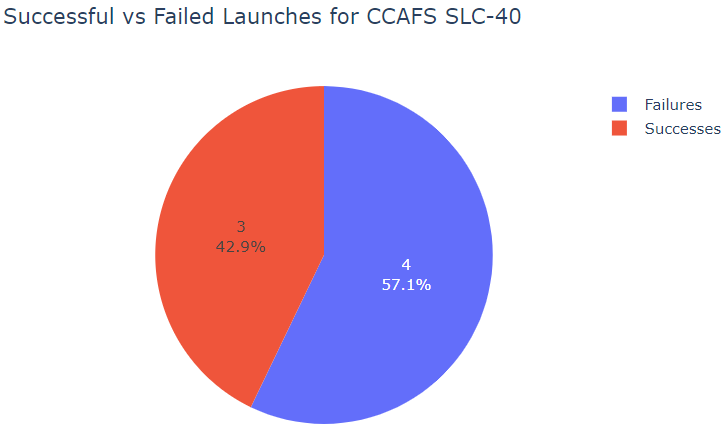 Successful vs Failed Launches for CCAFS SLC-40
Failures
Successes
3
42.9%
4
57.1%